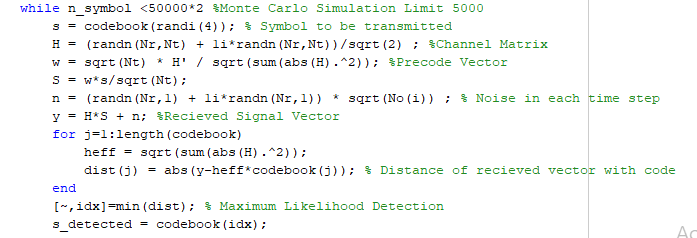 while n_symbol <50000*2 %Monte Carlo Simulation Limit 5000
s = codebook(randi(4)); % Symbol to be transmitted
H = (randn(Nr,Nt) + 1i*randn(Nr,Nt))/sqrt(2) ; %Channel Matrix
w = sqrt(Nt) * H' / sqrt(sum(abs(H).^2)); %Precode Vector
S = w*s/sqrt(Nt);
n = (randn(Nr,1) + 1i*randn(Nr,1)) * sqrt(No(i)) ; % Noise in each time step
y = H*S + n; %Recieved Signal Vector
for j=1:length(codebook)
heff = sqrt(sum(abs(H).^2));
dist(j) = abs(y-heff*codebook(j)); % Distance of recieved vector with code
end
[~,idx]=min(dist); % Maximum Likelihood Detection
s_detected = codebook(idx);